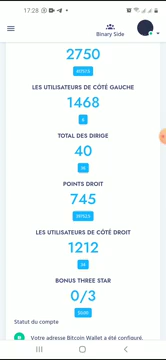 17:28
Binary Side
2750
LES UTILISATEURS DE CÔTÉ GAUCHE
1468
6
TOTAL DES DIRIGE
40
POINTS DROIT
745
LES UTILISATEURS DE CÔTÉ DROIT
1212
BONUS THREE STAR
0/3
Statut du compte
Votre adresse Bitcoin Wallet a été configuré.